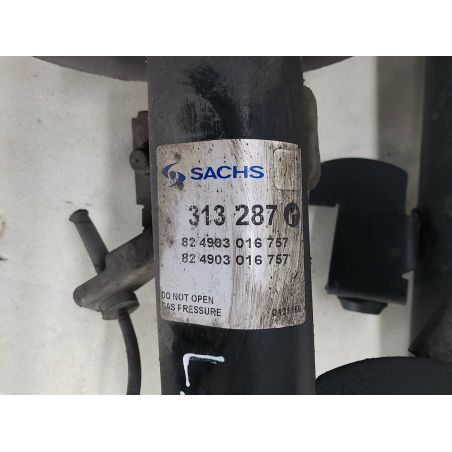 SACHS
313 287
82 4903 016 757
82 4903 016 757
DO NOT OPEN
GAS PRESSURE
L